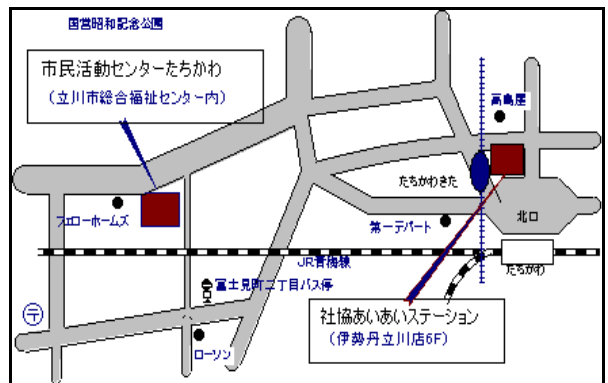 国営昭和記念公園
市民活動センターたちかわ
（立川市総合福祉センター内）
高島屋
たちかわきた
フェローホームズ
第一デパート
北口
JR青梅線
たちかわ
富士見町二丁目バス停
〒
社協あいあいステーション
（伊勢丹立川店6F）
ローソン